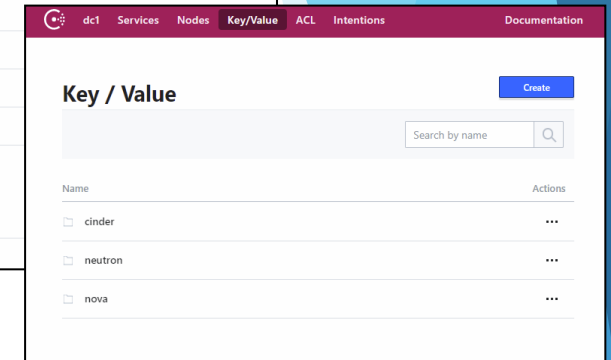 dc1 Services Nodes Key/Value ACL Intentions Documentation
Key / Value
Create
Search by name
Name Actions
cinder
neutron
nova